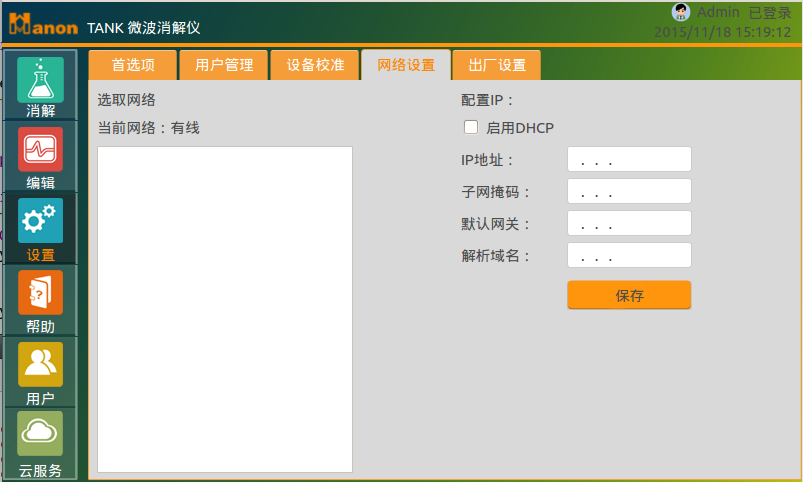 Manon TANK 微波消解仪
Admin 已登录
2015/11/18 15:19:12
消解
编辑
设置
帮助
?
用户
云服务
首选项 用户管理 设备校准 网络设置 出厂设置
选取网络
当前网络：有线
配置IP：
启用DHCP
IP地址： . . .
子网掩码： . . .
默认网关： . . .
解析域名： . . .
保存